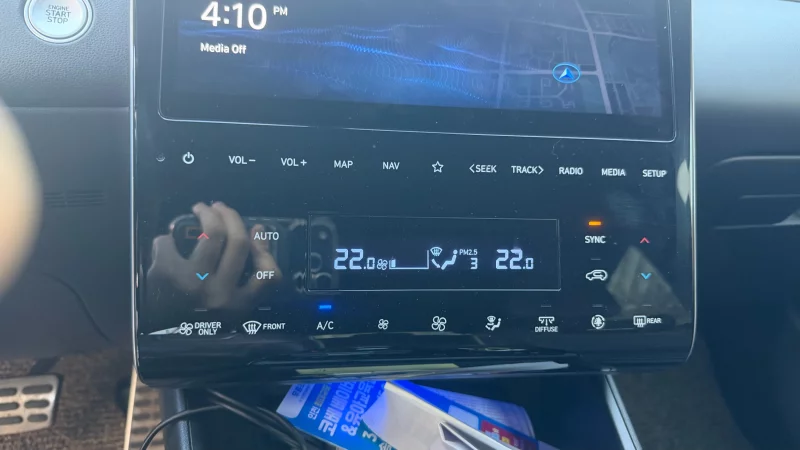 ENGINE
START
STOP
4:10 PM
Media Off
VOL− VOL+ MAP NAV <SEEK TRACK> RADIO MEDIA SETUP
AUTO
OFF
22.0 PM2.5 3 22.0
SYNC
DRIVER ONLY FRONT A/C DIFFUSE REAR
&
3